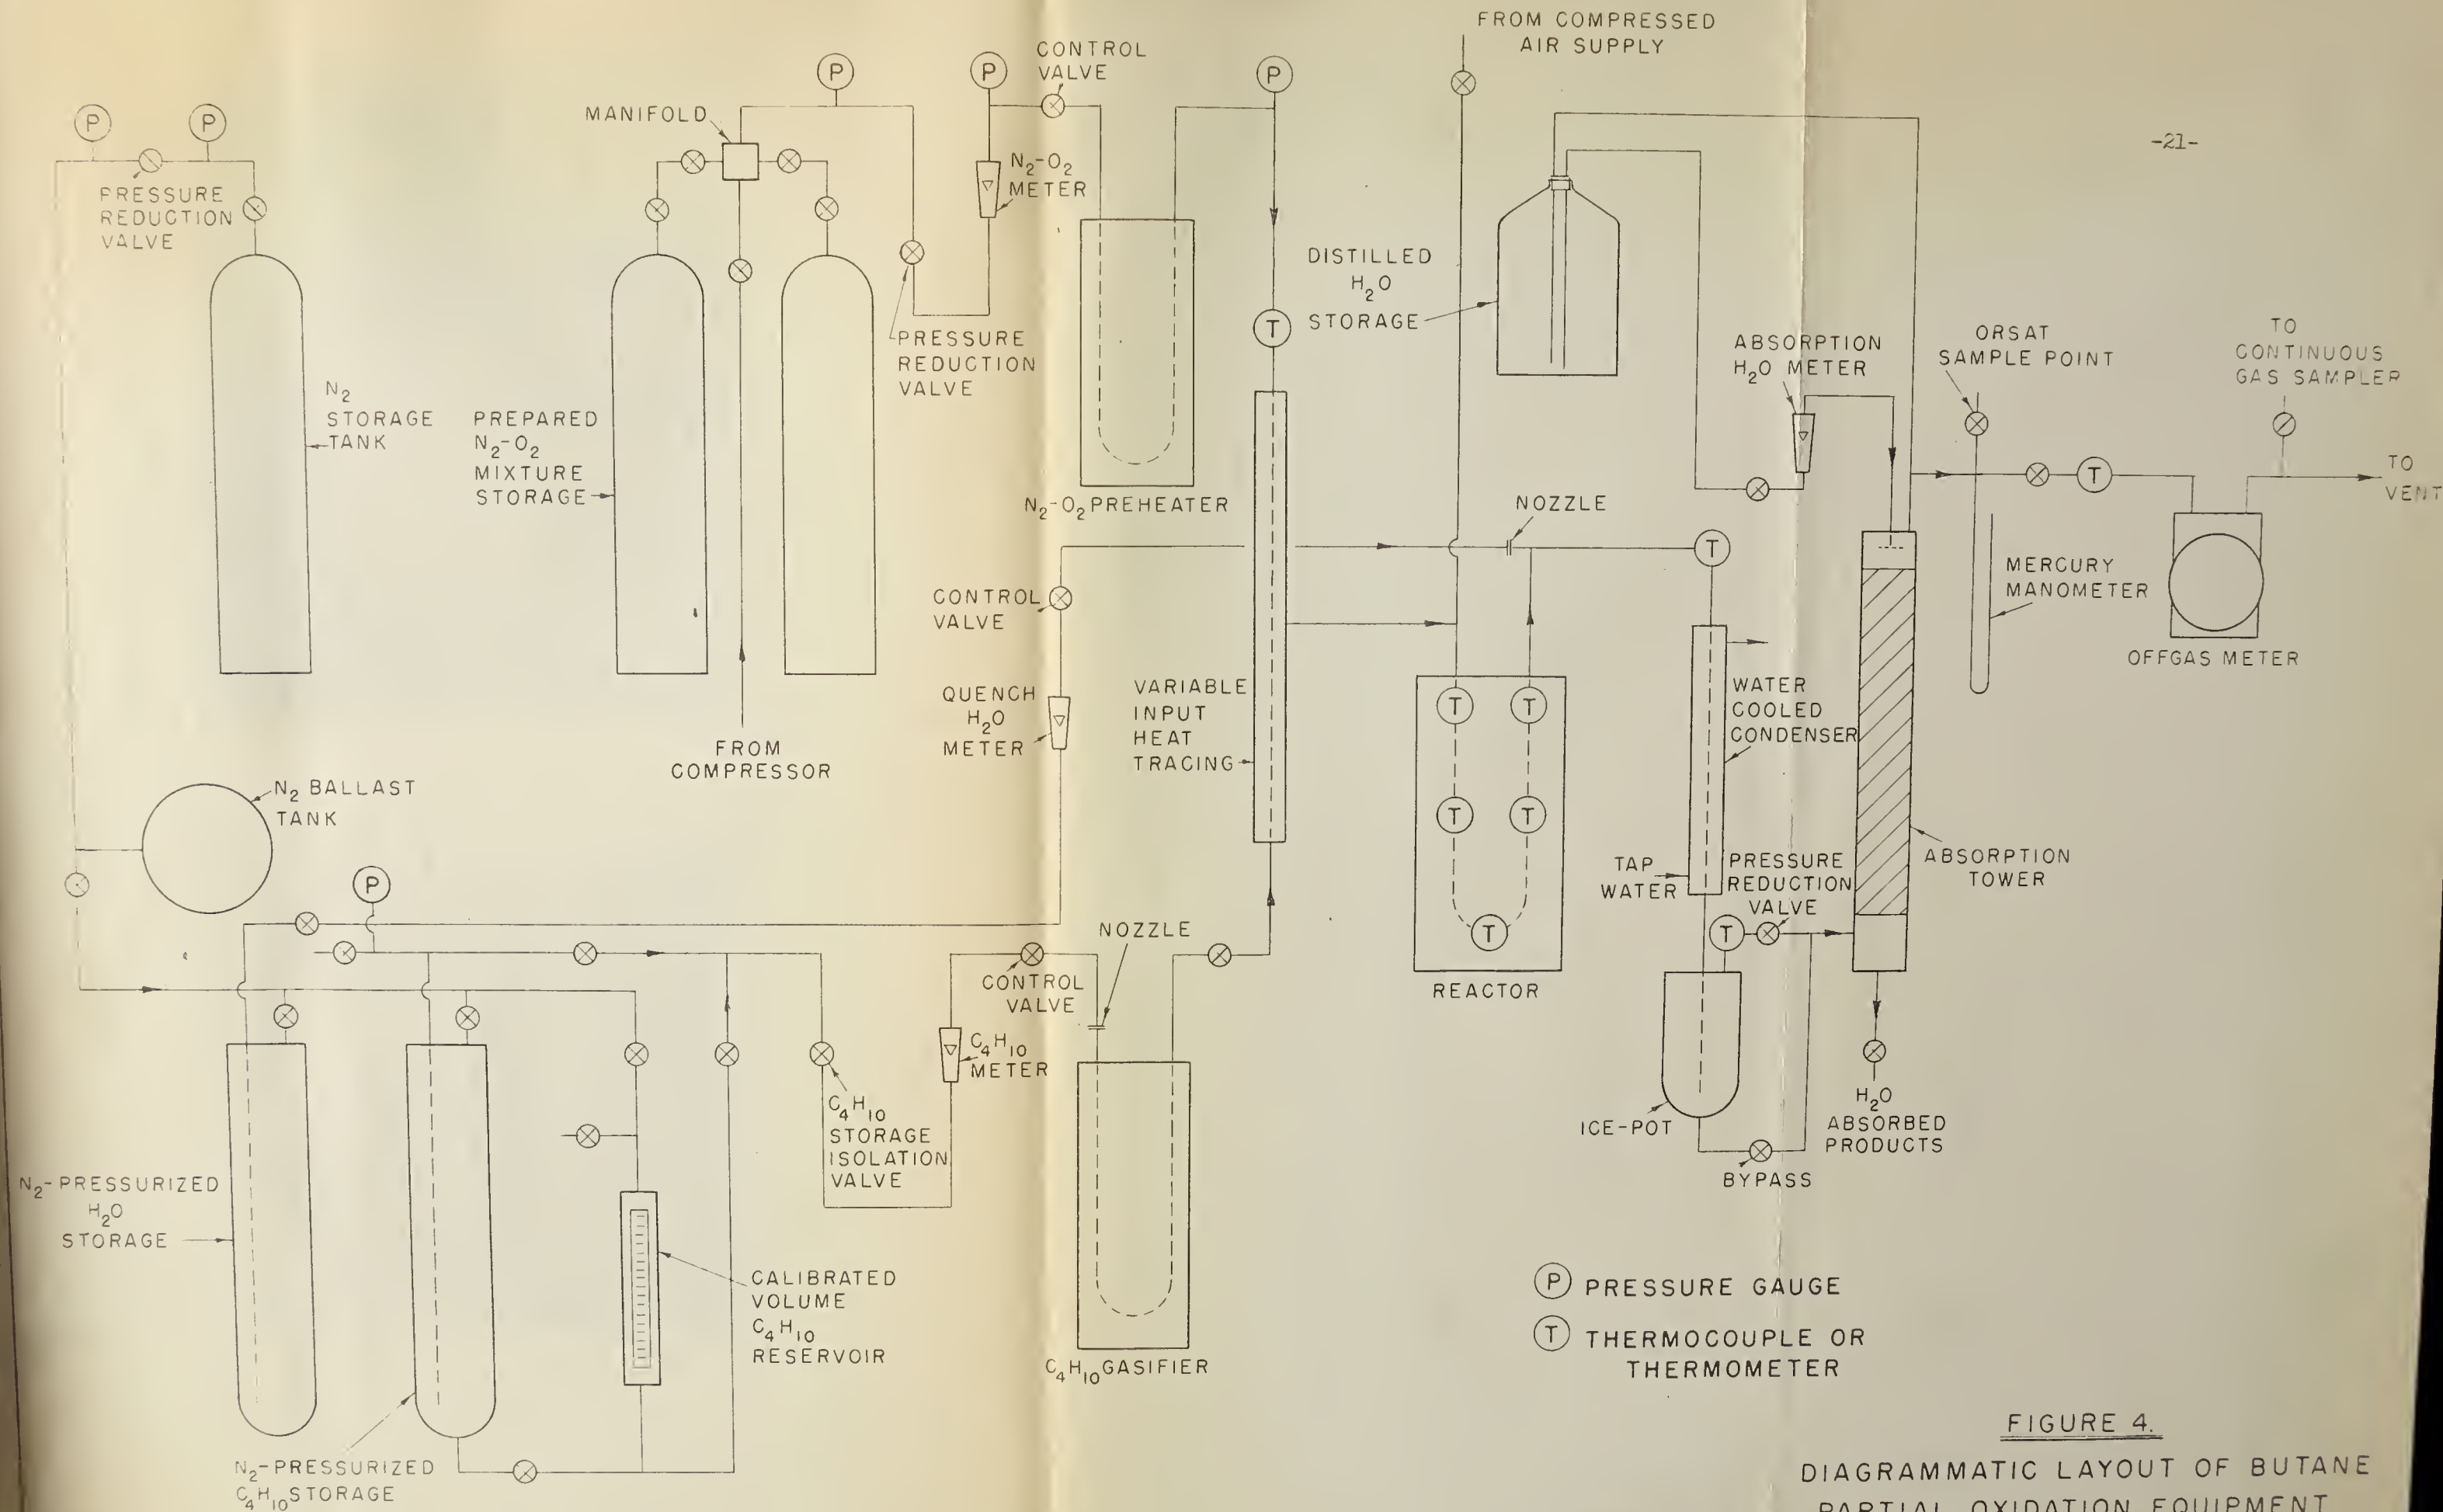 FROM COMPRESSED
AIR SUPPLY
CONTROL
VALVE
P
P
P
P
P
P
MANIFOLD
-21-
N2-O2
METER
PRESSURE
REDUCTION
VALVE
DISTILLED
H2O
STORAGE
T
PRESSURE
REDUCTION
VALVE
ABSORPTION
H2O METER
ORSAT
SAMPLE POINT
TO
CONTINUOUS
GAS SAMPLER
N2
STORAGE
TANK
PREPARED
N2-O2
MIXTURE
STORAGE
T
TO
VENT
N2-O2 PREHEATER
NOZZLE
T
CONTROL
VALVE
MERCURY
MANOMETER
OFFGAS METER
QUENCH
H2O
METER
VARIABLE
INPUT
HEAT
TRACING
T
T
T
T
T
WATER
COOLED
CONDENSER
FROM
COMPRESSOR
N2 BALLAST
TANK
TAP
WATER
PRESSURE
REDUCTION
VALVE
T
ABSORPTION
TOWER
NOZZLE
CONTROL
VALVE
REACTOR
C4H10
METER
C4H10
STORAGE
ISOLATION
VALVE
ICE-POT
BYPASS
H2O
ABSORBED
PRODUCTS
N2-PRESSURIZED
H2O
STORAGE
CALIBRATED
VOLUME
C4H10
RESERVOIR
C4H10 GASIFIER
N2-PRESSURIZED
C4H10 STORAGE
P PRESSURE GAUGE
T THERMOCOUPLE OR
THERMOMETER
FIGURE 4.
DIAGRAMMATIC LAYOUT OF BUTANE
PARTIAL OXIDATION EQUIPMENT